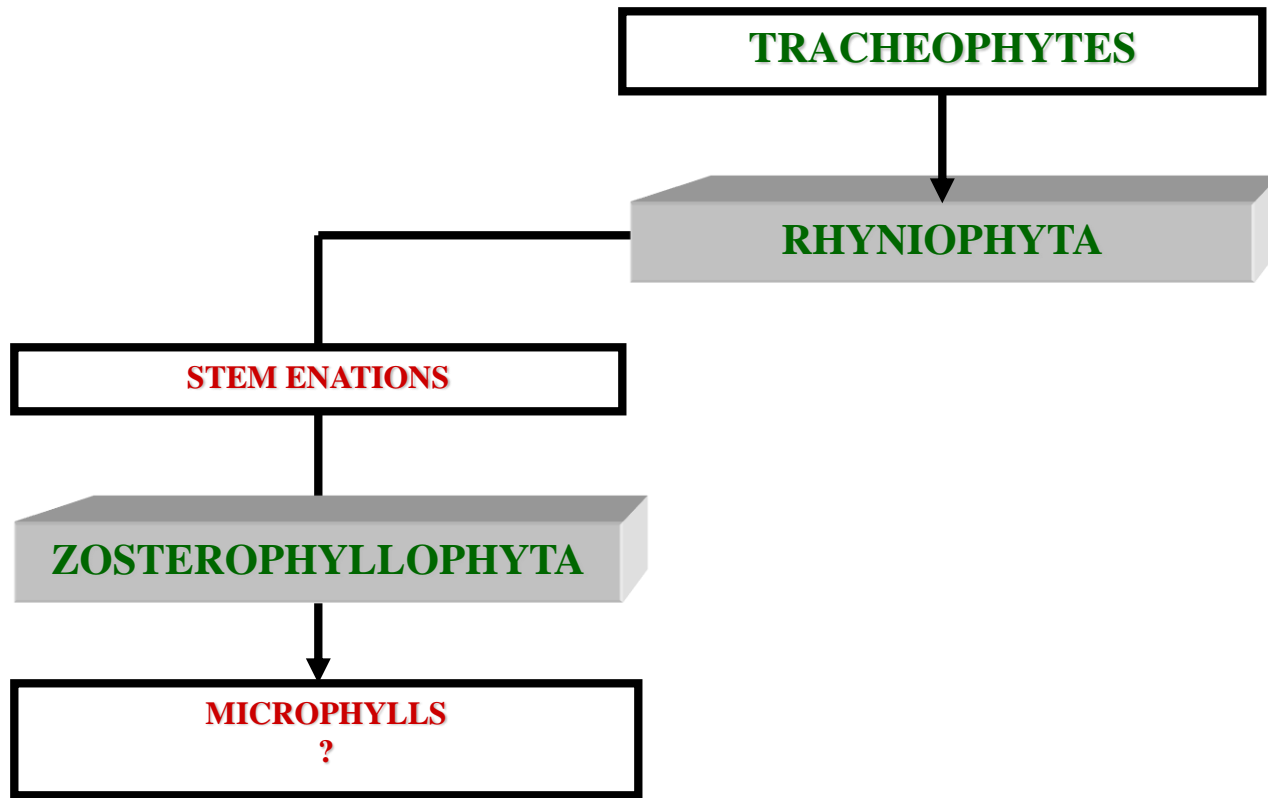 TRACHEOPHYTES
RHYNIOPHYTA
STEM ENATIONS
ZOSTEROPHYLLOPHYTA
MICROPHYLLS
?